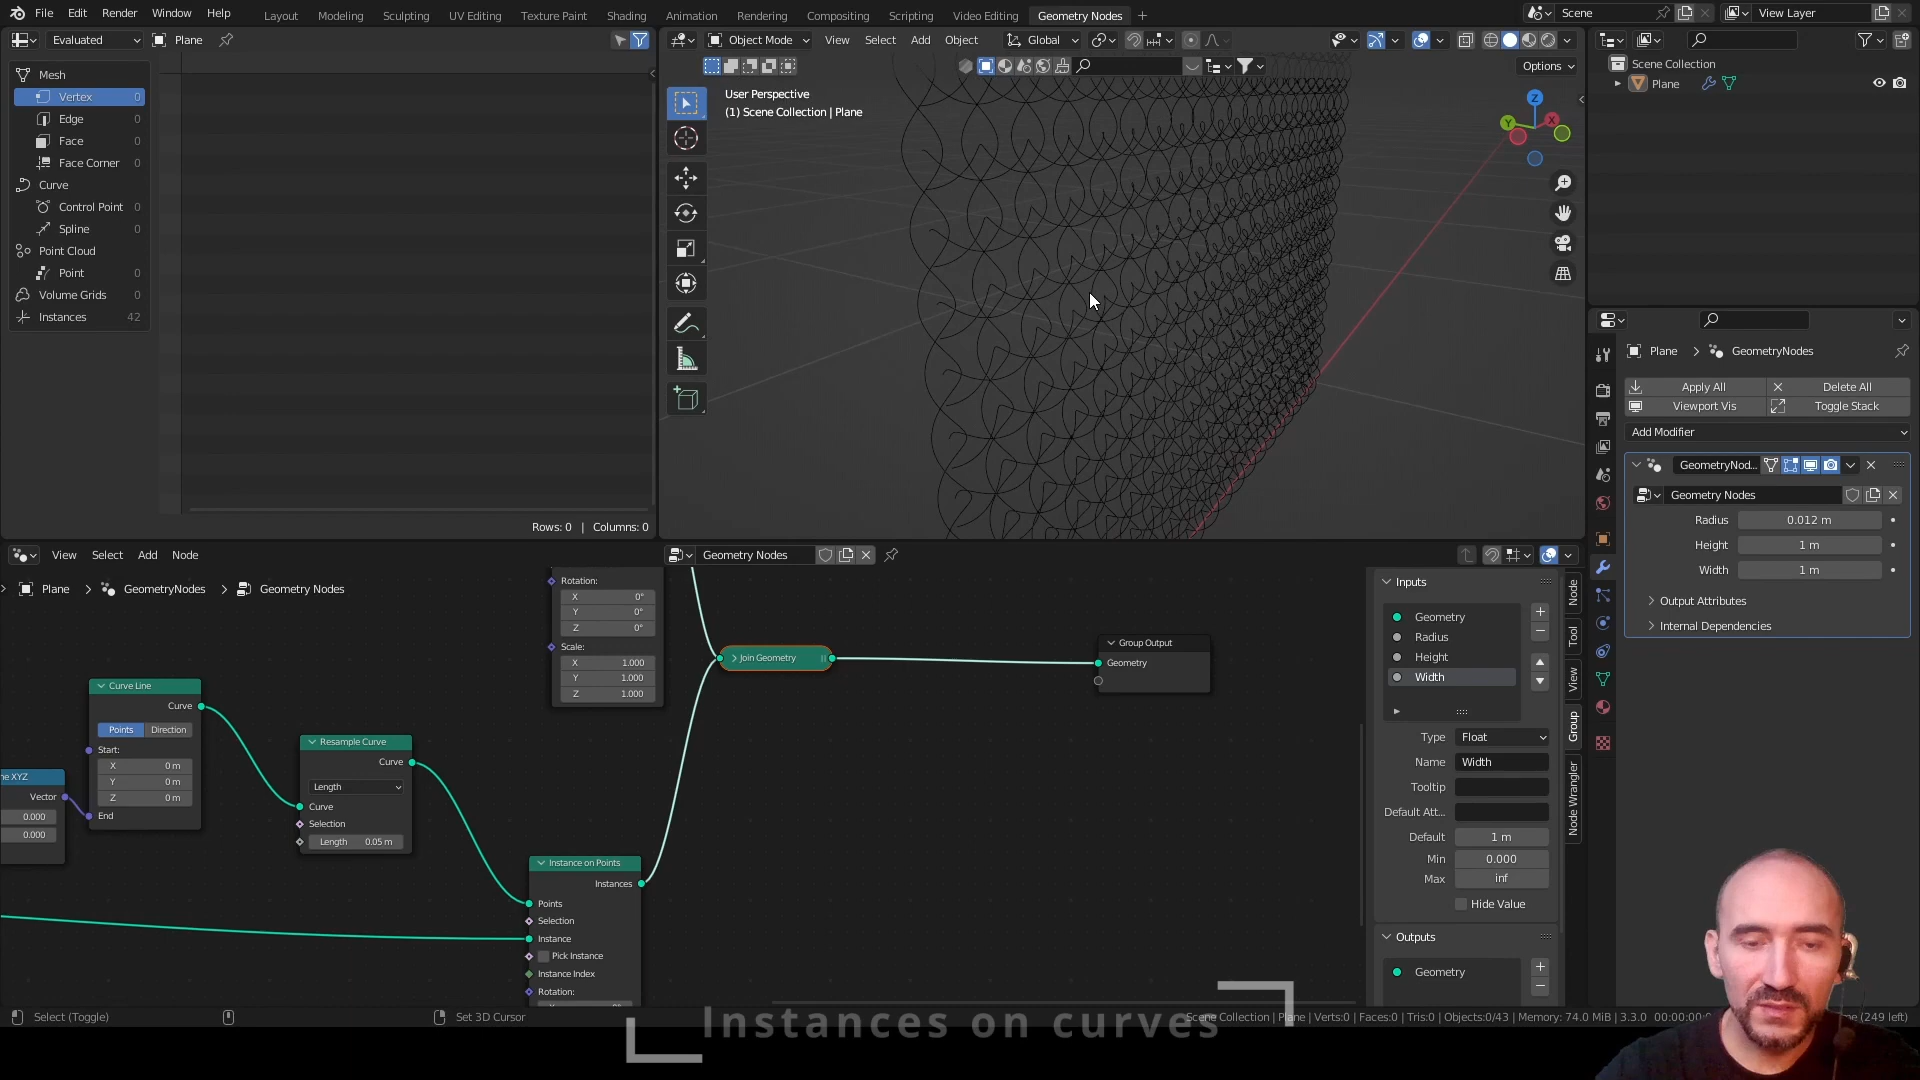 File Edit Render Window Help Layout Modeling Sculpting UV Editing Texture Paint Shading Animation Rendering Compositing Scripting Video Editing Geometry Nodes + Scene View Layer
Evaluated Plane Object Mode View Select Add Object Global
Options
Mesh
Vertex 0
Edge 0
Face 0
Face Corner 0
Curve
Control Point 0
Spline 0
Point Cloud
Point 0
Volume Grids 0
Instances 42
Rows: 0 | Columns: 0
User Perspective
(1) Scene Collection | Plane
Z
Y
X
Scene Collection
Plane
Plane > GeometryNodes
Apply All Delete All
Viewport Vis Toggle Stack
Add Modifier
GeometryNod...
Geometry Nodes
Radius 0.012 m
Height 1 m
Width 1 m
Output Attributes
Internal Dependencies
View Select Add Node Geometry Nodes
Plane > GeometryNodes > Geometry Nodes
Rotation:
X 0°
Y 0°
Z 0°
Scale:
X 1.000
Y 1.000
Z 1.000
Join Geometry
Group Output
Geometry
Curve Line
Curve
Points Direction
Start:
X 0 m
Y 0 m
Z 0 m
End
ne XYZ
Vector
0.000
0.000
Resample Curve
Curve
Length
Curve
Selection
Length 0.05 m
Instance on Points
Instances
Points
Selection
Instance
Pick Instance
Instance Index
Rotation:
Inputs
Geometry
Radius
Height
Width
Type Float
Name Width
Tooltip
Default Att...
Default 1 m
Min 0.000
Max inf
Hide Value
Outputs
Geometry
Node
Tool
View
Group
Node Wrangler
Select (Toggle) Set 3D Cursor Scene Collection | Plane | Verts:0 | Faces:0 | Tris:0 | Objects:0/43 | Memory: 74.0 MiB | 3.3.0 (249 left)
Instances on curves